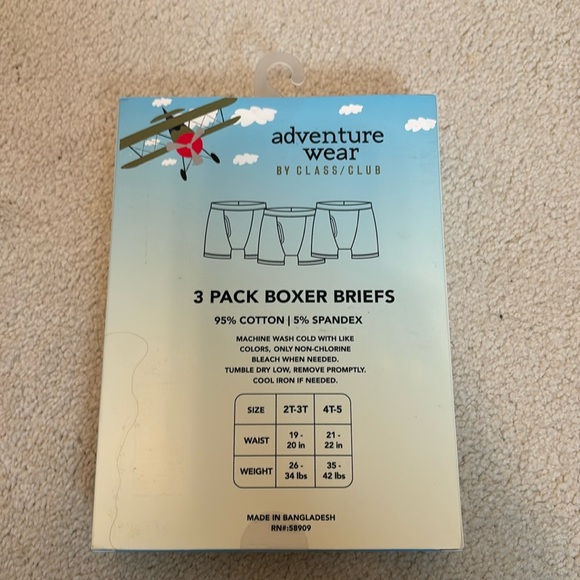 adventure
wear
BY CLASS/CLUB
3 PACK BOXER BRIEFS
95% COTTON | 5% SPANDEX
MACHINE WASH COLD WITH LIKE
COLORS, ONLY NON-CHLORINE
BLEACH WHEN NEEDED.
TUMBLE DRY LOW, REMOVE PROMPTLY.
COOL IRON IF NEEDED.
SIZE 2T-3T 4T-5
WAIST 19 - 20 in 21 - 22 in
WEIGHT 26 - 34 lbs 35 - 42 lbs
MADE IN BANGLADESH
RN#:58909